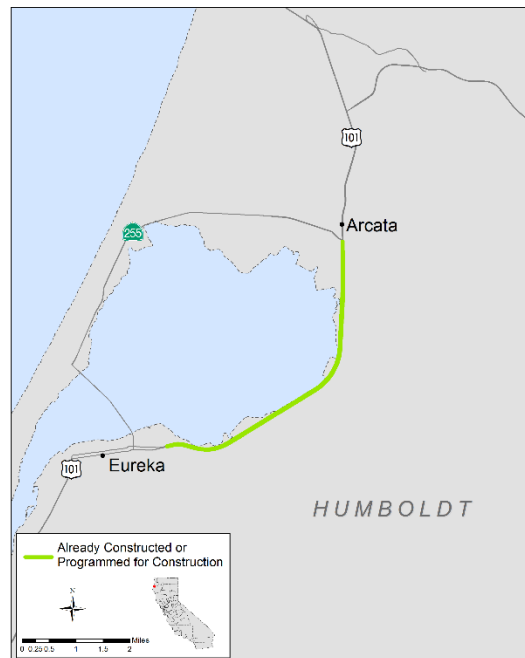 101
255
Arcata
101
Eureka
HUMBOLDT
Already Constructed or
Programmed for Construction
N
0 0.25 0.5 1 1.5 2
Miles